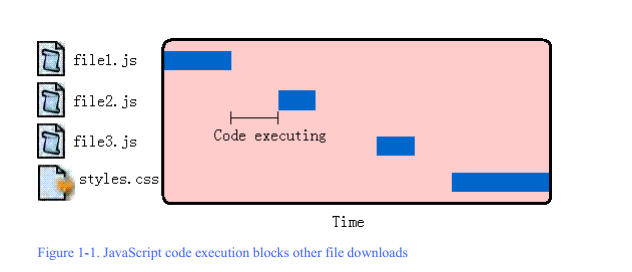 file1.js
file2.js
Code executing
file3.js
styles.css
Time
Figure 1-1. JavaScript code execution blocks other file downloads